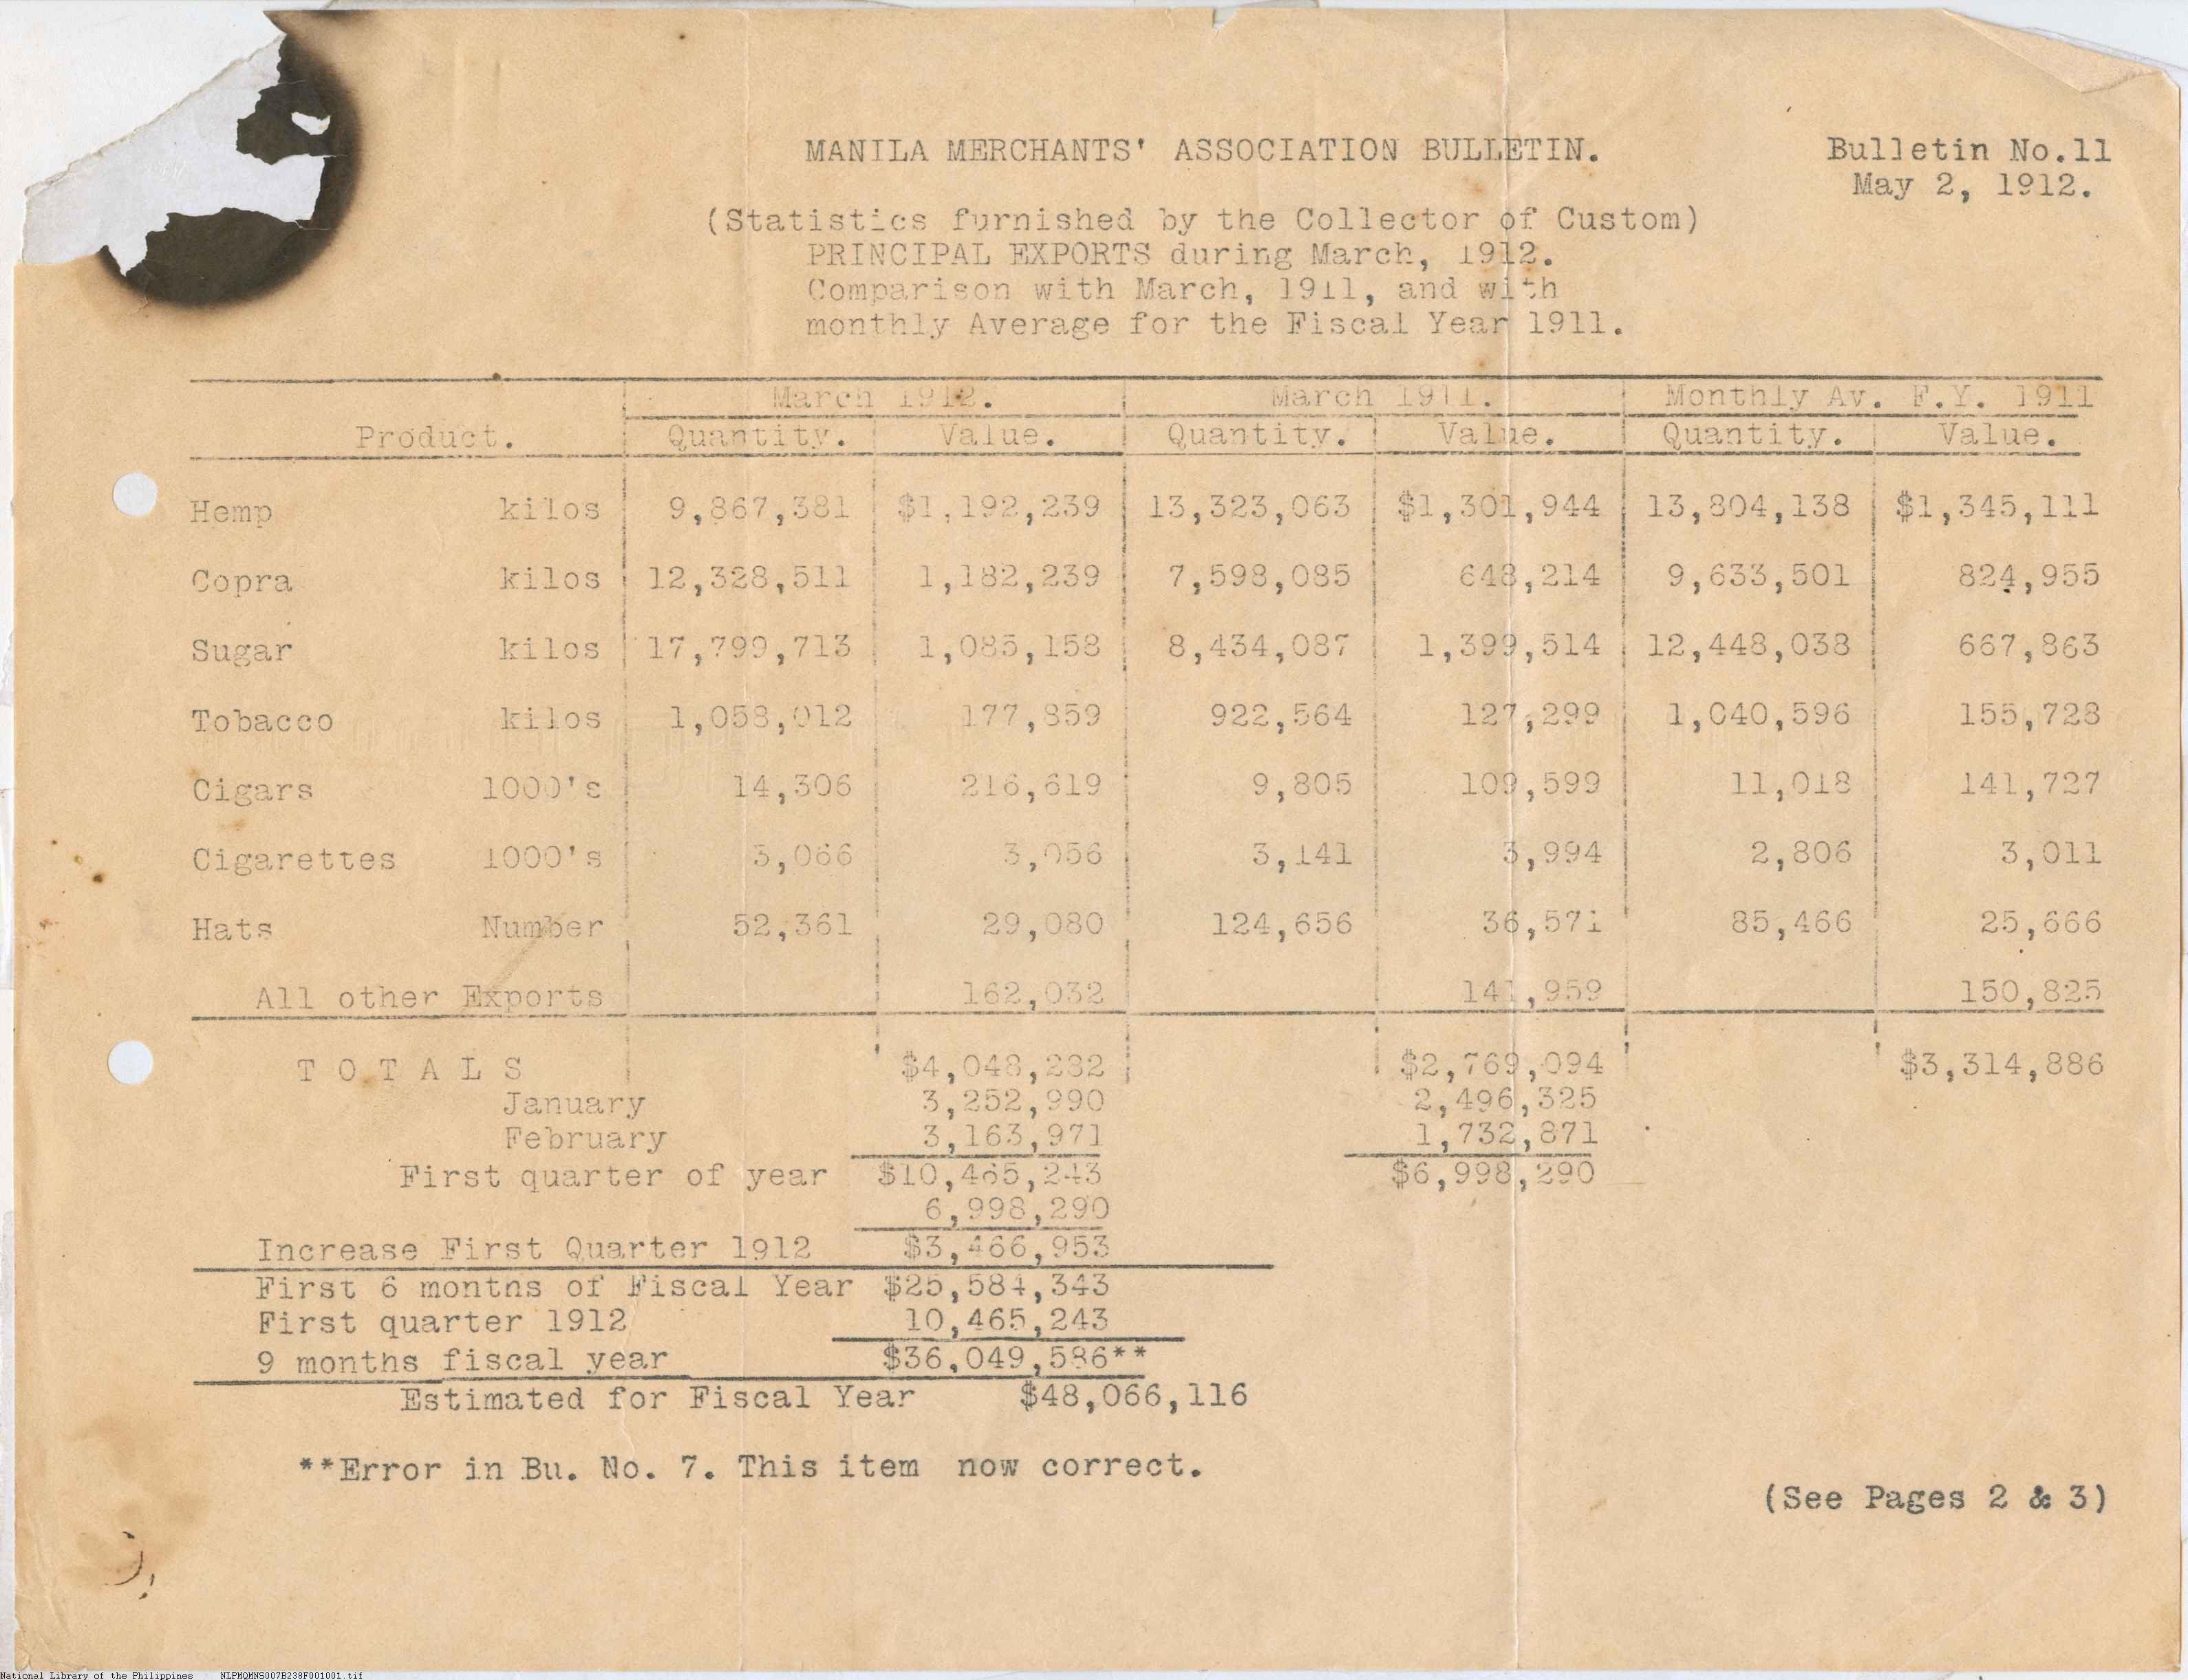 MANILA MERCHANTS' ASSOCIATION BULLETIN.
Bulletin No.11
May 2, 1912.
(Statistics furnished by the Collector of Custom)
PRINCIPAL EXPORTS during March, 1912.
Comparison with March, 1911, and with
monthly Average for the Fiscal Year 1911.
March 1912. March 1911. Monthly Av. F.Y. 1911
Product. Quantity. Value. Quantity. Value. Quantity. Value.
Hemp kilos 9,867,381 $1,192,239 13,323,063 $1,301,944 13,804,138 $1,345,111
Copra kilos 12,328,511 1,182,239 7,598,085 648,214 9,633,501 824,955
Sugar kilos 17,799,713 1,085,158 8,434,087 1,399,514 12,448,038 667,863
Tobacco kilos 1,058,012 177,859 922,564 127,299 1,040,596 155,728
Cigars 1000's 14,306 216,619 9,805 109,599 11,018 141,727
Cigarettes 1000's 3,066 3,056 3,141 3,994 2,806 3,011
Hats Number 52,361 29,080 124,656 36,571 85,466 25,666
All other Exports 162,032 141,959 150,825
TOTALS $4,048,282 $2,769,094 $3,314,886
January 3,252,990 2,496,325
February 3,163,971 1,732,871
First quarter of year $10,465,243 $6,998,290
6,998,290
Increase First Quarter 1912 $3,466,953
First 6 months of Fiscal Year $25,584,343
First quarter 1912 10,465,243
9 months fiscal year $36,049,586**
Estimated for Fiscal Year $48,066,116
**Error in Bu. No. 7. This item now correct.
(See Pages 2 & 3)
National Library of the Philippines NLPMQMNS007B238F001001.tif